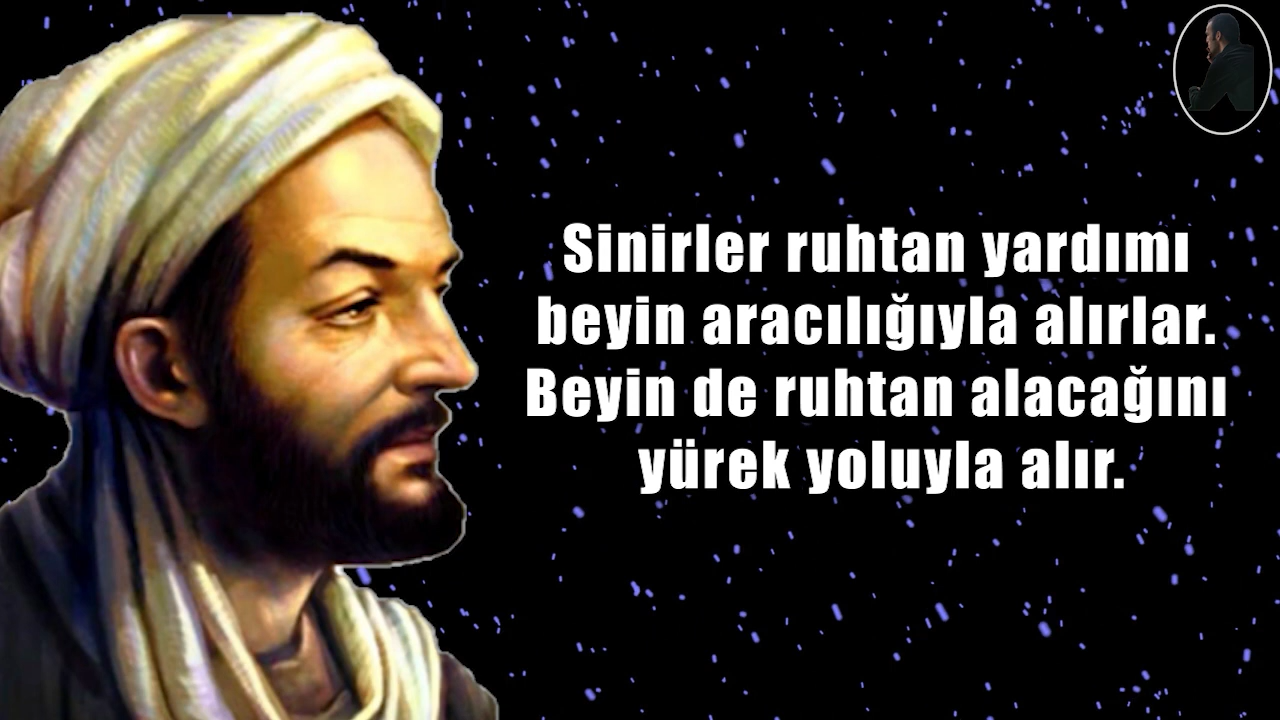 Sinirler ruhtan yardımı
beyin aracılığıyla alırlar.
Beyin de ruhtan alacağını
yürek yoluyla alır.